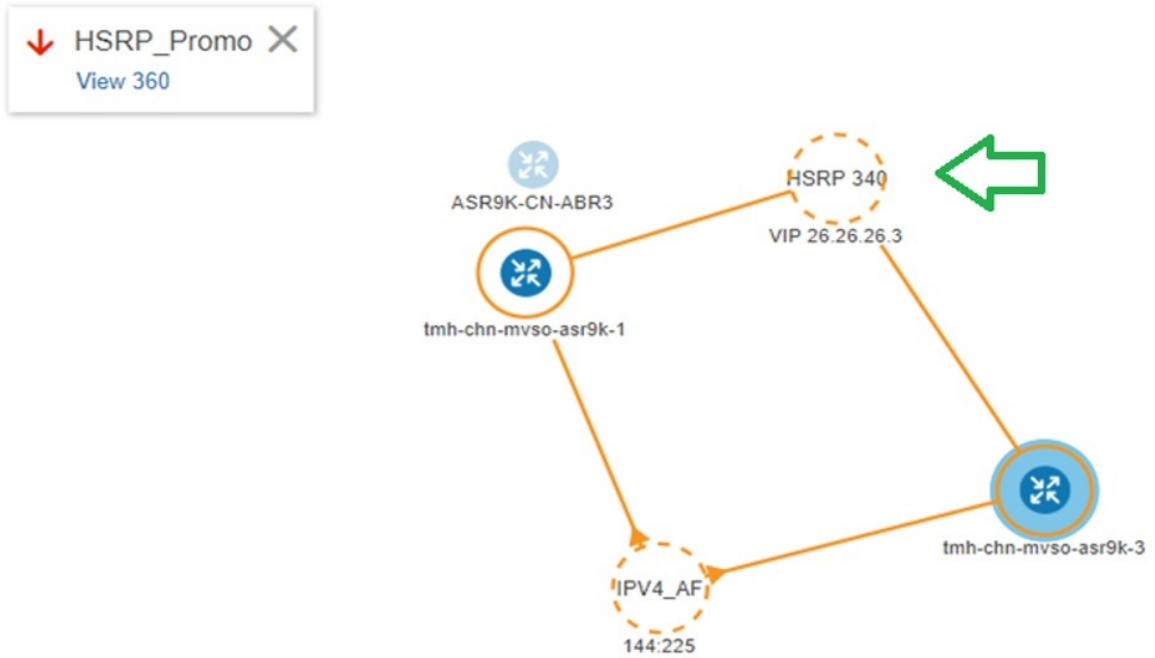 HSRP_Promo
View 360
ASR9K-CN-ABR3
HSRP 340
VIP 26.26.26.3
tmh-chn-mvso-asr9k-1
tmh-chn-mvso-asr9k-3
IPV4_AF
144:225